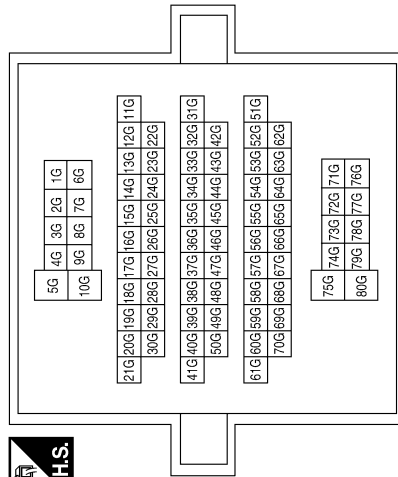 H.S.
5G 4G 3G 2G 1G
10G 9G 8G 7G 6G
21G 20G 19G 18G 17G 16G 15G 14G 13G 12G 11G
30G 29G 28G 27G 26G 25G 24G 23G 22G
41G 40G 39G 38G 37G 36G 35G 34G 33G 32G 31G
50G 49G 48G 47G 46G 45G 44G 43G 42G
61G 60G 59G 58G 57G 56G 55G 54G 53G 52G 51G
70G 69G 68G 67G 66G 65G 64G 63G 62G
75G 74G 73G 72G 71G
80G 79G 78G 77G 76G